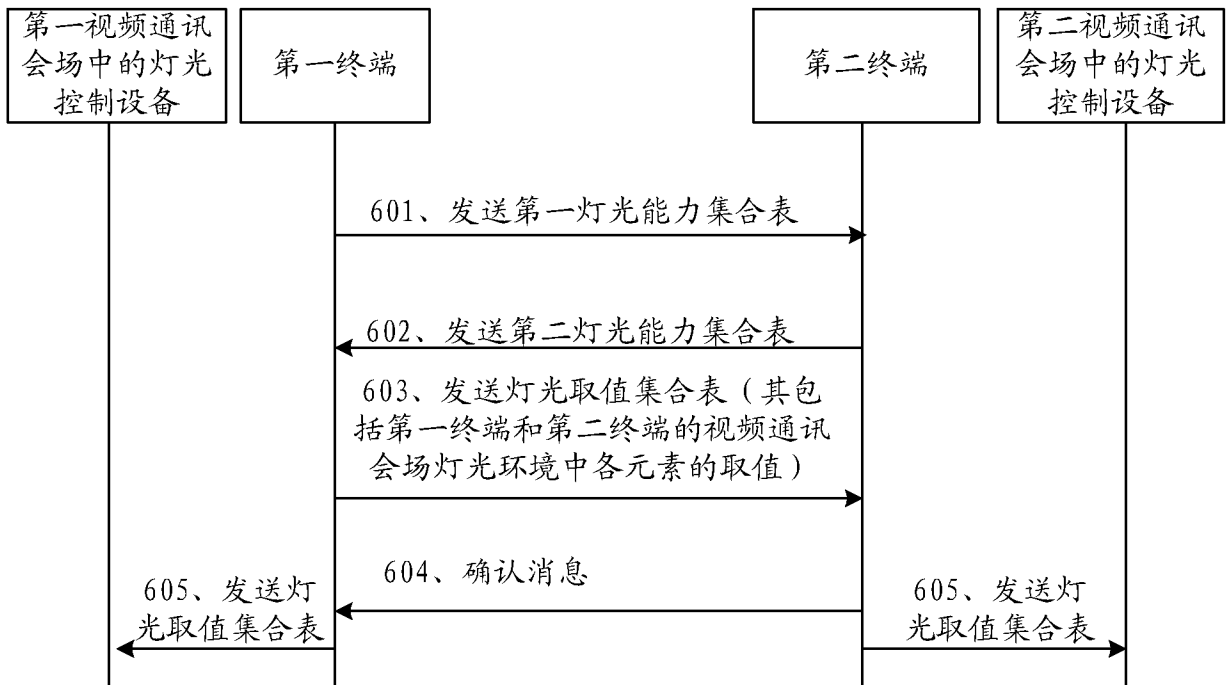 第一视频通讯
会场中的灯光
控制设备
第一终端
第二终端
第二视频通讯
会场中的灯光
控制设备
601、发送第一灯光能力集合表
602、发送第二灯光能力集合表
603、发送灯光取值集合表（其包
括第一终端和第二终端的视频通讯
会场灯光环境中各元素的取值）
604、确认消息
605、发送灯
光取值集合表
605、发送灯
光取值集合表